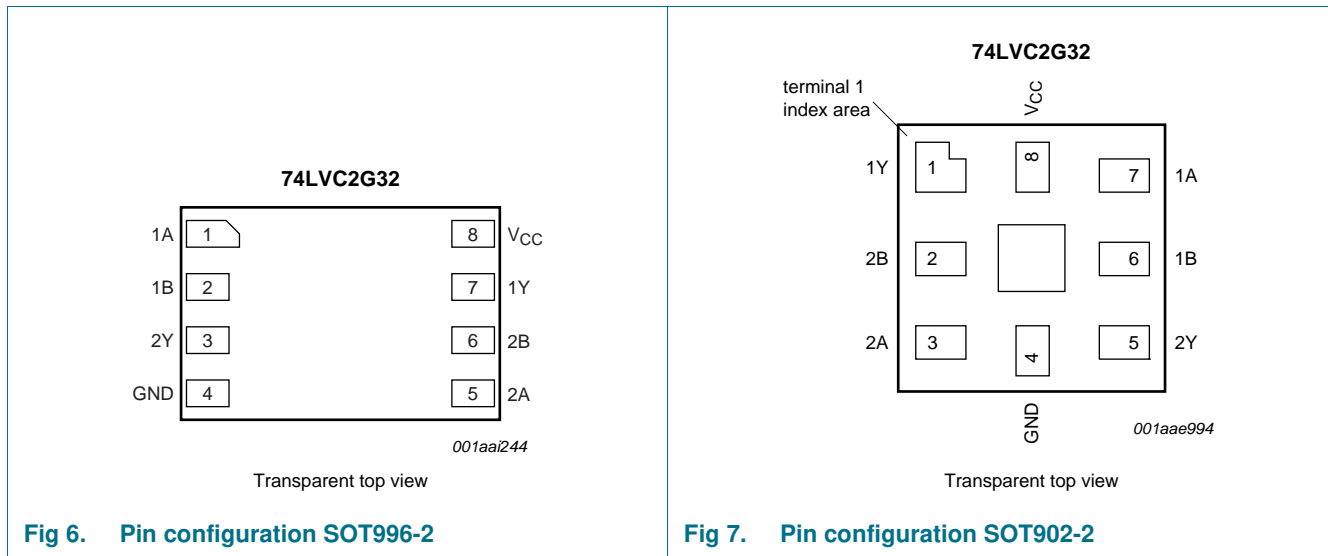 74LVC2G32
1A 1 8 VCC
1B 2 7 1Y
2Y 3 6 2B
GND 4 5 2A
001aai244
Transparent top view
Fig 6. Pin configuration SOT996-2
74LVC2G32
terminal 1
index area
VCC
1Y 1 8 7 1A
2B 2 6 1B
2A 3 4 5 2Y
GND
001aae994
Transparent top view
Fig 7. Pin configuration SOT902-2